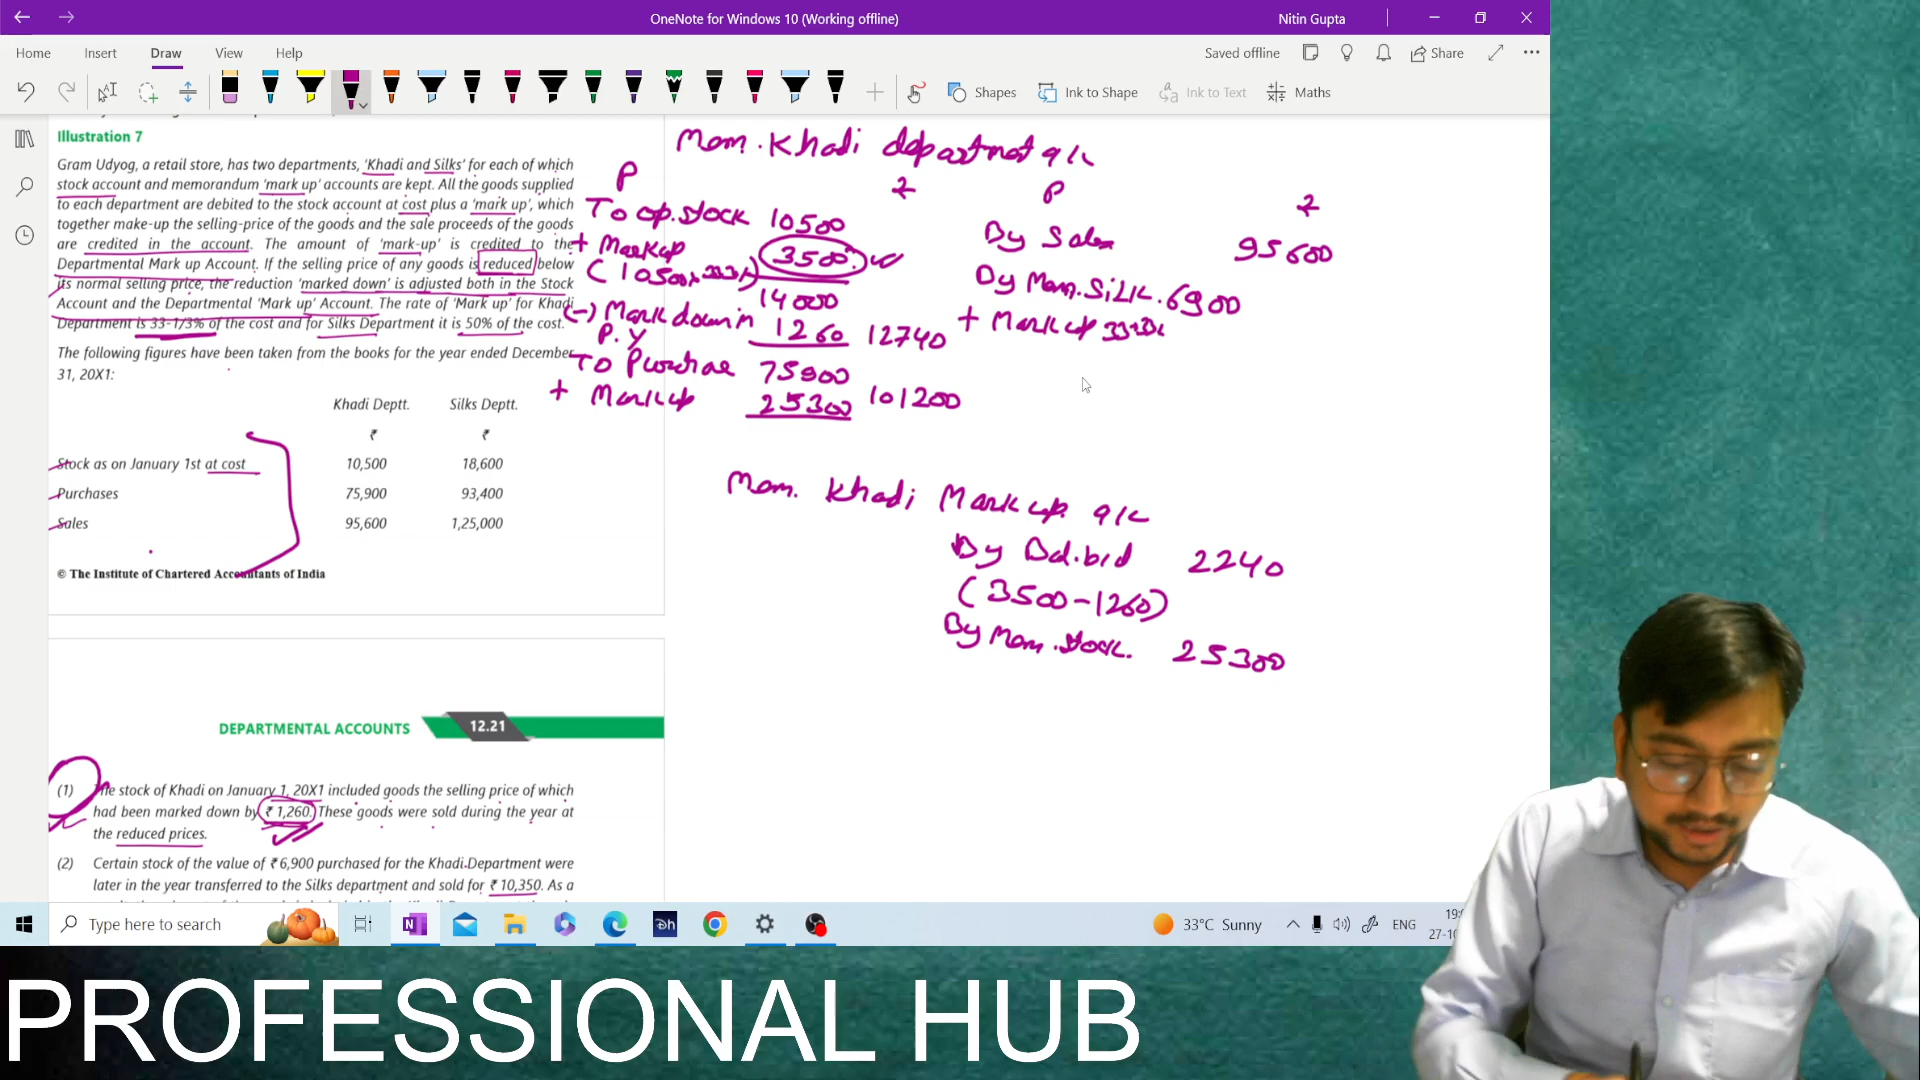 OneNote for Windows 10 (Working offline)
Nitin Gupta
Home Insert Draw View Help
Saved offline
Share
Shapes
Ink to Shape
Ink to Text
Maths
Illustration 7
Gram Udyog, a retail store, has two departments, 'Khadi and Silks' for each of which
stock account and memorandum 'mark up' accounts are kept. All the goods supplied
to each department are debited to the stock account at cost plus a 'mark up', which
together make-up the selling-price of the goods and the sale proceeds of the goods
are credited in the account. The amount of 'mark-up' is credited to the
Departmental Mark up Account. If the selling price of any goods is reduced below
its normal selling price, the reduction 'marked down' is adjusted both in the Stock
Account and the Departmental 'Mark up' Account. The rate of 'Mark up' for Khadi
Department is 33-1/3% of the cost and for Silks Department it is 50% of the cost.
The following figures have been taken from the books for the year ended December
31, 20X1:
Khadi Deptt. Silks Deptt.
₹ ₹
Stock as on January 1st at cost 10,500 18,600
Purchases 75,900 93,400
Sales 95,600 1,25,000
© The Institute of Chartered Accountants of India
DEPARTMENTAL ACCOUNTS 12.21
(1) The stock of Khadi on January 1, 20X1 included goods the selling price of which
had been marked down by ₹ 1,260. These goods were sold during the year at
the reduced prices.
(2) Certain stock of the value of ₹ 6,900 purchased for the Khadi Department were
later in the year transferred to the Silks department and sold for ₹ 10,350. As a
Mem. Khadi department a/c
P ₹ P ₹
To op. stock 10500
+ Mark up 3500
14000
(-) Mark down in
P.Y 1260 12740
To Purchase 75900
+ Mark up 25300 101200
By Sales 95600
By Mem. Silk. 6900
+ Mark up
Mem. Khadi Mark up a/c
By Bal. b/d 2240
(3500-1260)
By Mem. stock. 25300
Type here to search
33°C Sunny
ENG
PROFESSIONAL HUB